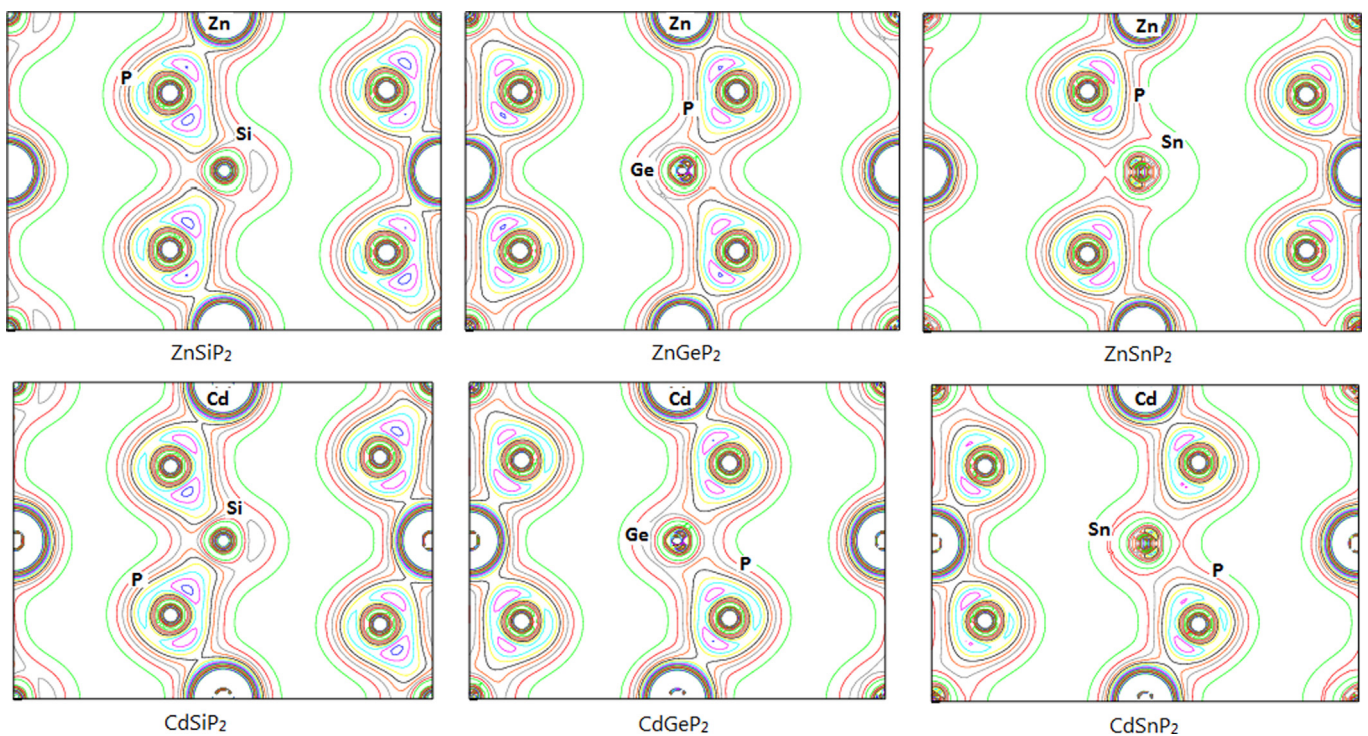 Zn
P
Si
ZnSiP₂
Zn
P
Ge
ZnGeP₂
Zn
P
Sn
ZnSnP₂
Cd
Si
P
CdSiP₂
Cd
Ge
P
CdGeP₂
Cd
Sn
P
CdSnP₂